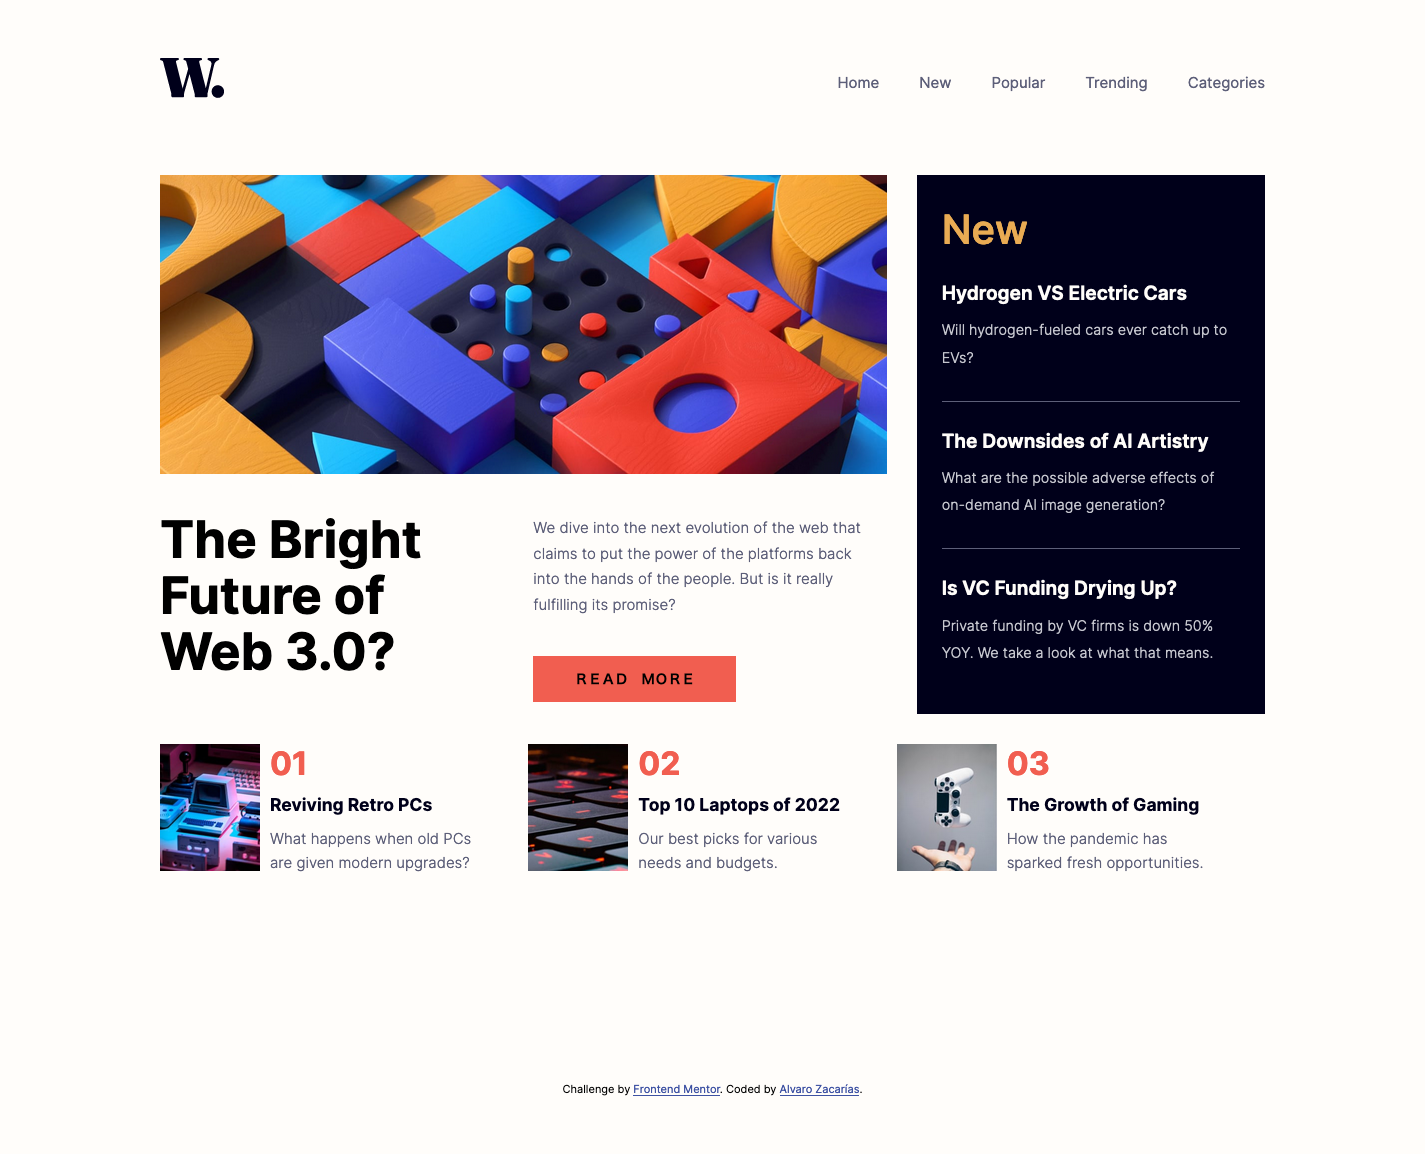 W.
Home New Popular Trending Categories
New
Hydrogen VS Electric Cars
Will hydrogen-fueled cars ever catch up to
EVs?
The Downsides of AI Artistry
What are the possible adverse effects of
on-demand AI image generation?
Is VC Funding Drying Up?
Private funding by VC firms is down 50%
YOY. We take a look at what that means.
The Bright
Future of
Web 3.0?
We dive into the next evolution of the web that
claims to put the power of the platforms back
into the hands of the people. But is it really
fulfilling its promise?
READ MORE
01
Reviving Retro PCs
What happens when old PCs
are given modern upgrades?
02
Top 10 Laptops of 2022
Our best picks for various
needs and budgets.
03
The Growth of Gaming
How the pandemic has
sparked fresh opportunities.
Challenge by Frontend Mentor. Coded by Alvaro Zacarías.